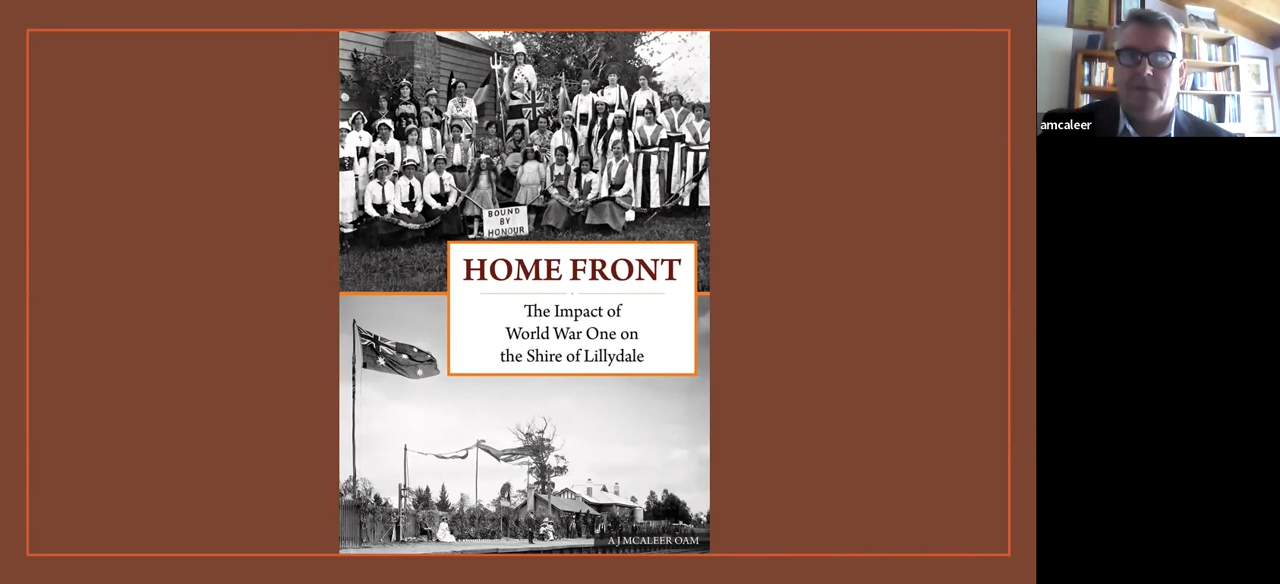 BOUND
BY
HONOUR
HOME FRONT
The Impact of
World War One on
the Shire of Lillydale
A J MCALEER OAM
amcaleer